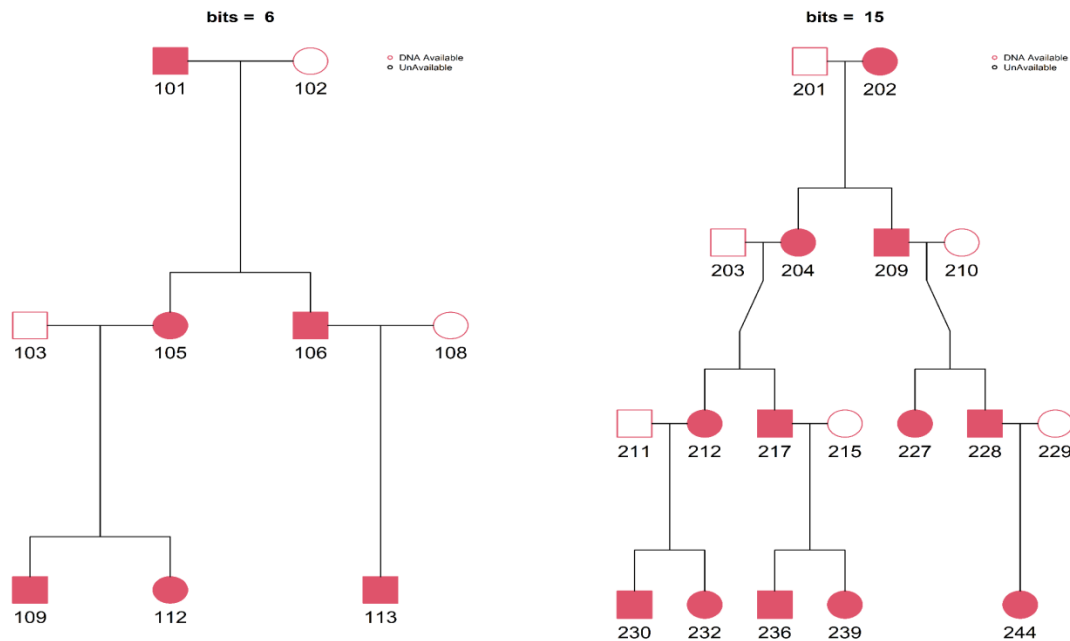 bits = 6
DNA Available
UnAvailable
101 102
103 105 106 108
109 112 113
bits = 15
DNA Available
UnAvailable
201 202
203 204 209 210
211 212 217 215 227 228 229
230 232 236 239 244